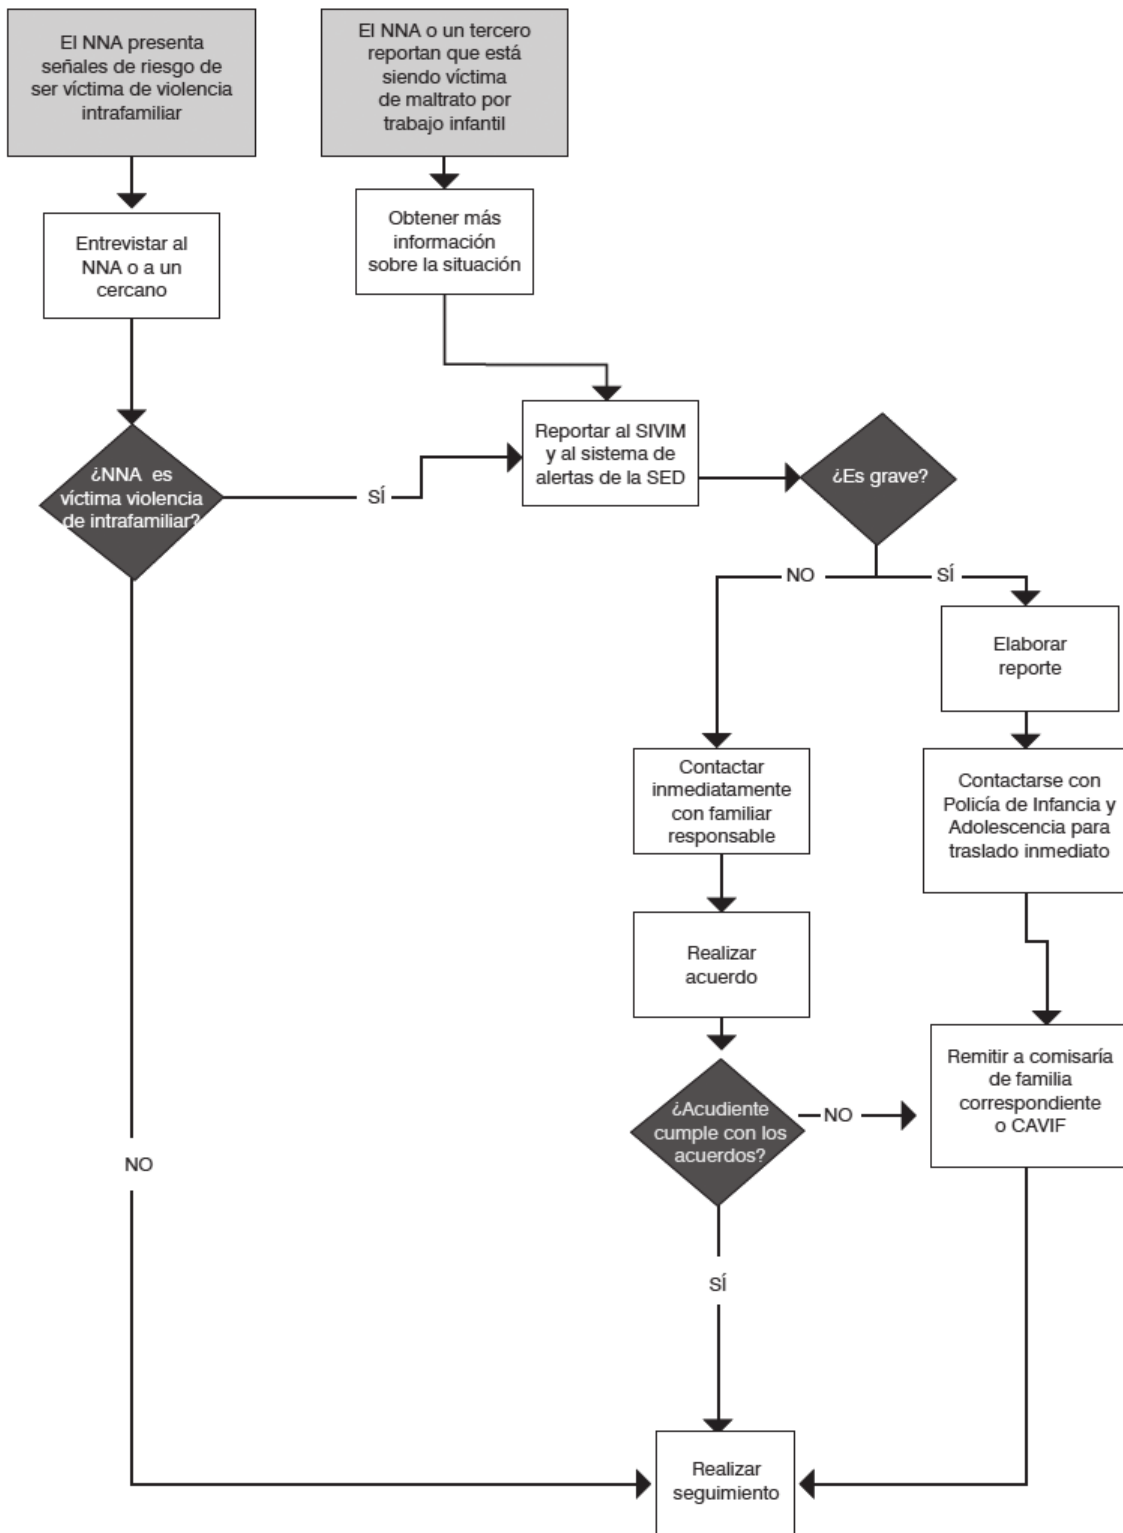 El NNA presenta
señales de riesgo de
ser víctima de violencia
intrafamiliar
El NNA o un tercero
reportan que está
siendo víctima
de maltrato por
trabajo infantil
Entrevistar al
NNA o a un
cercano
Obtener más
información
sobre la situación
¿NNA es
víctima violencia
de intrafamiliar?
SÍ
Reportar al SIVIM
y al sistema de
alertas de la SED
¿Es grave?
NO
SÍ
Elaborar
reporte
Contactar
inmediatamente
con familiar
responsable
Contactarse con
Policía de Infancia y
Adolescencia para
traslado inmediato
Realizar
acuerdo
¿Acudiente
cumple con los
acuerdos?
NO
Remitir a comisaría
de familia
correspondiente
o CAVIF
NO
SÍ
Realizar
seguimiento